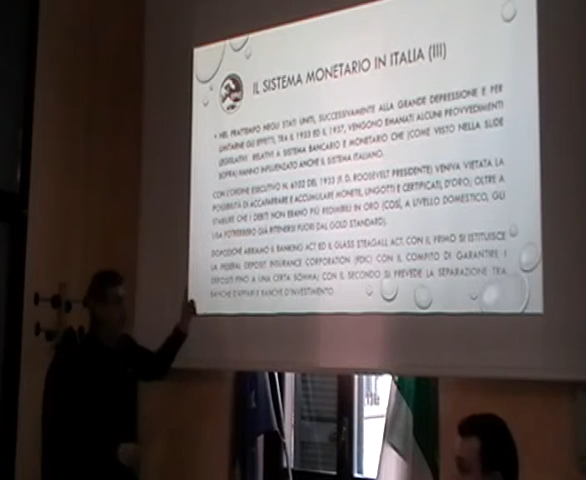 IL SISTEMA MONETARIO IN ITALIA (III)
• NEL FRATTEMPO NEGLI STATI UNITI, SUCCESSIVAMENTE ALLA GRANDE DEPRESSIONE E PER
LIMITARNE GLI EFFETTI, TRA IL 1933 ED IL 1937, VENGONO EMANATI ALCUNI PROVVEDIMENTI
LEGISLATIVI RELATIVI A SISTEMA BANCARIO E MONETARIO CHE (COME VISTO NELLA SLIDE
SOPRA) HANNO INFLUENZATO ANCHE IL SISTEMA ITALIANO.
CON L'ORDINE ESECUTIVO N. 6102 DEL 1933 (F. D. ROOSEVELT PRESIDENTE) VENIVA VIETATA LA
POSSIBILITÀ DI ACCAPARRARE E ACCUMULARE MONETE, LINGOTTI E CERTIFICATI, D'ORO; OLTRE A
STABILIRE CHE I DEBITI NON ERANO PIÙ REDIMIBILI IN ORO (COSÌ, A LIVELLO DOMESTICO, GLI
USA POTREBBERO GIÀ RITENERSI FUORI DAL GOLD STANDARD).
DOPODICHÉ ABBIAMO IL BANKING ACT ED IL GLASS STEAGALL ACT. CON IL PRIMO SI ISTITUISCE
LA FEDERAL DEPOSIT INSURANCE CORPORATION (FDIC) CON IL COMPITO DI GARANTIRE I
DEPOSITI FINO A UNA CERTA SOMMA; CON IL SECONDO SI PREVEDE LA SEPARAZIONE TRA
BANCHE D'AFFARI E BANCHE D'INVESTIMENTO.